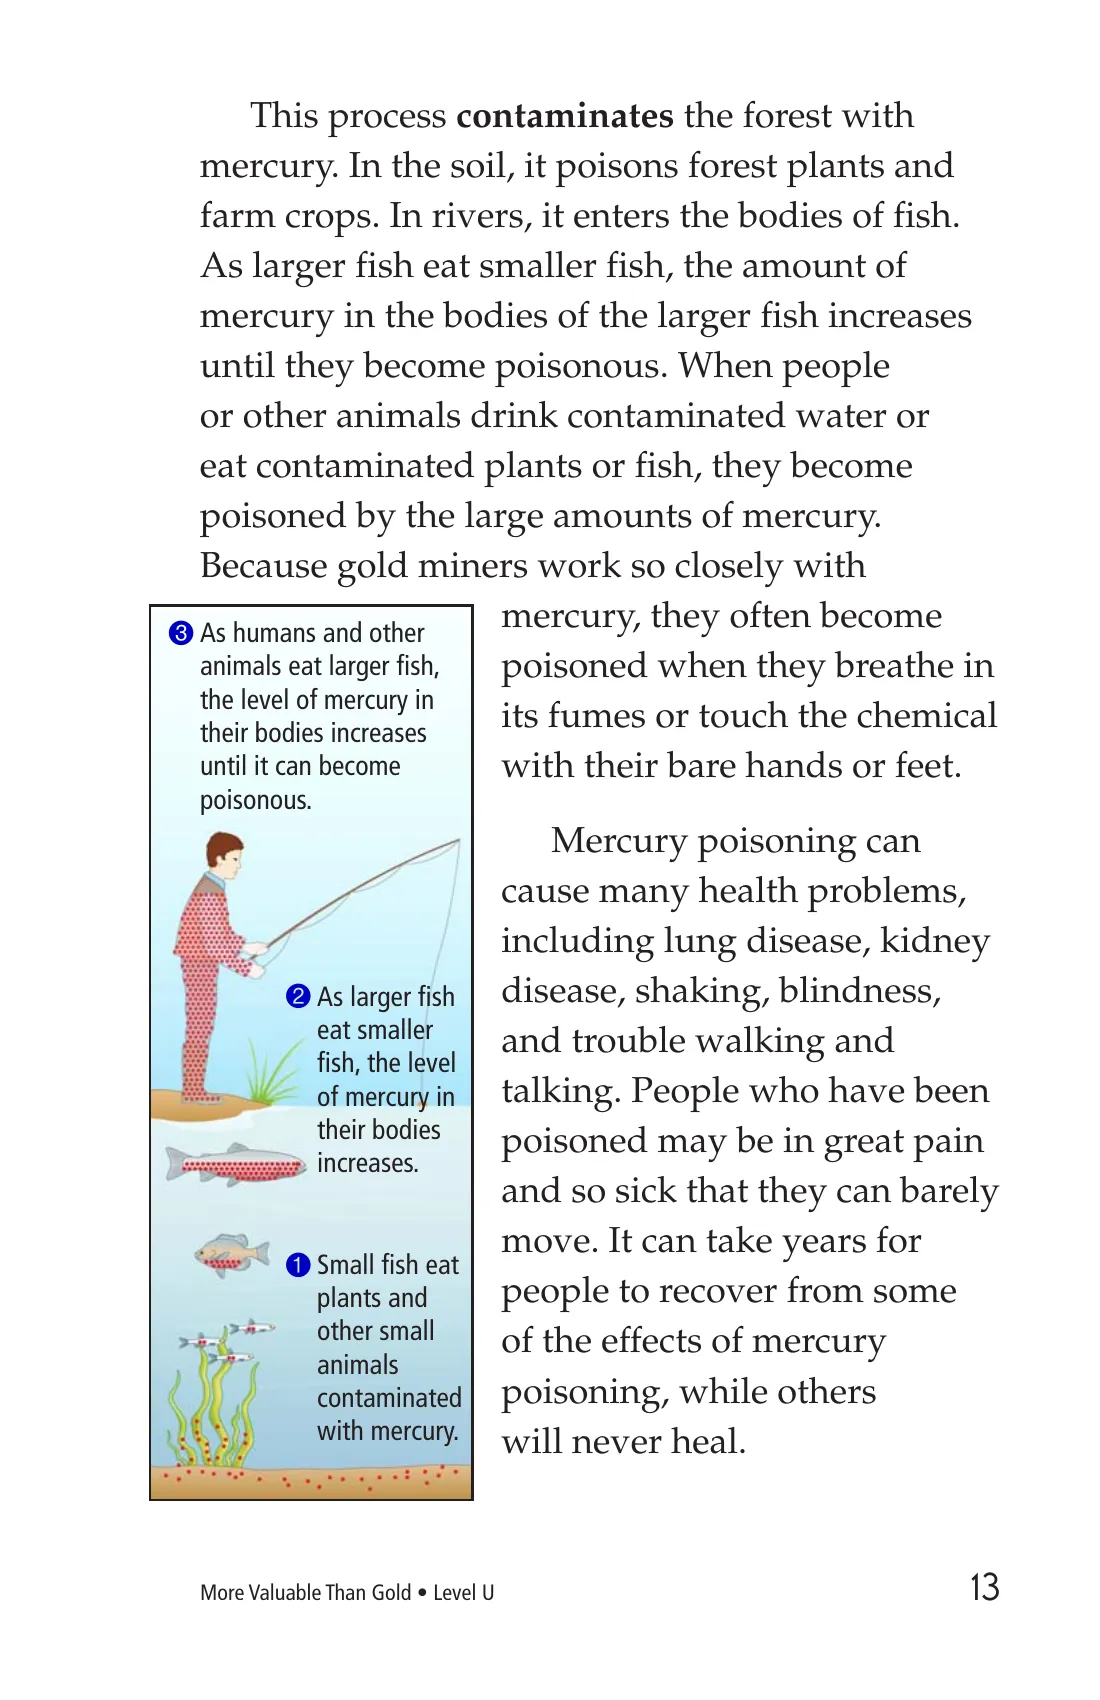 This process contaminates the forest with
mercury. In the soil, it poisons forest plants and
farm crops. In rivers, it enters the bodies of fish.
As larger fish eat smaller fish, the amount of
mercury in the bodies of the larger fish increases
until they become poisonous. When people
or other animals drink contaminated water or
eat contaminated plants or fish, they become
poisoned by the large amounts of mercury.
Because gold miners work so closely with
mercury, they often become
poisoned when they breathe in
its fumes or touch the chemical
with their bare hands or feet.
Mercury poisoning can
cause many health problems,
including lung disease, kidney
disease, shaking, blindness,
and trouble walking and
talking. People who have been
poisoned may be in great pain
and so sick that they can barely
move. It can take years for
people to recover from some
of the effects of mercury
poisoning, while others
will never heal.
3 As humans and other
animals eat larger fish,
the level of mercury in
their bodies increases
until it can become
poisonous.
2 As larger fish
eat smaller
fish, the level
of mercury in
their bodies
increases.
1 Small fish eat
plants and
other small
animals
contaminated
with mercury.
More Valuable Than Gold • Level U
13